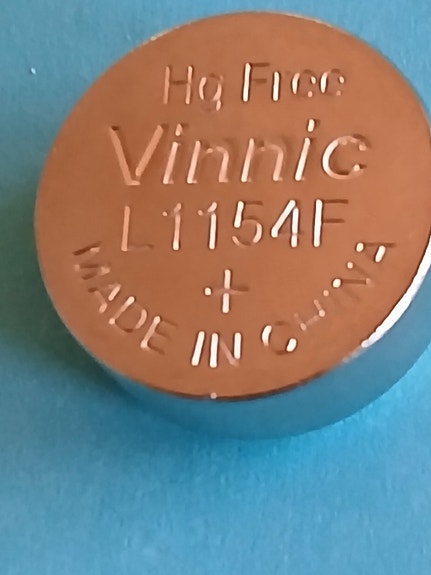 Hg Free
Vinnic
L1154F
+
MADE IN CHINA